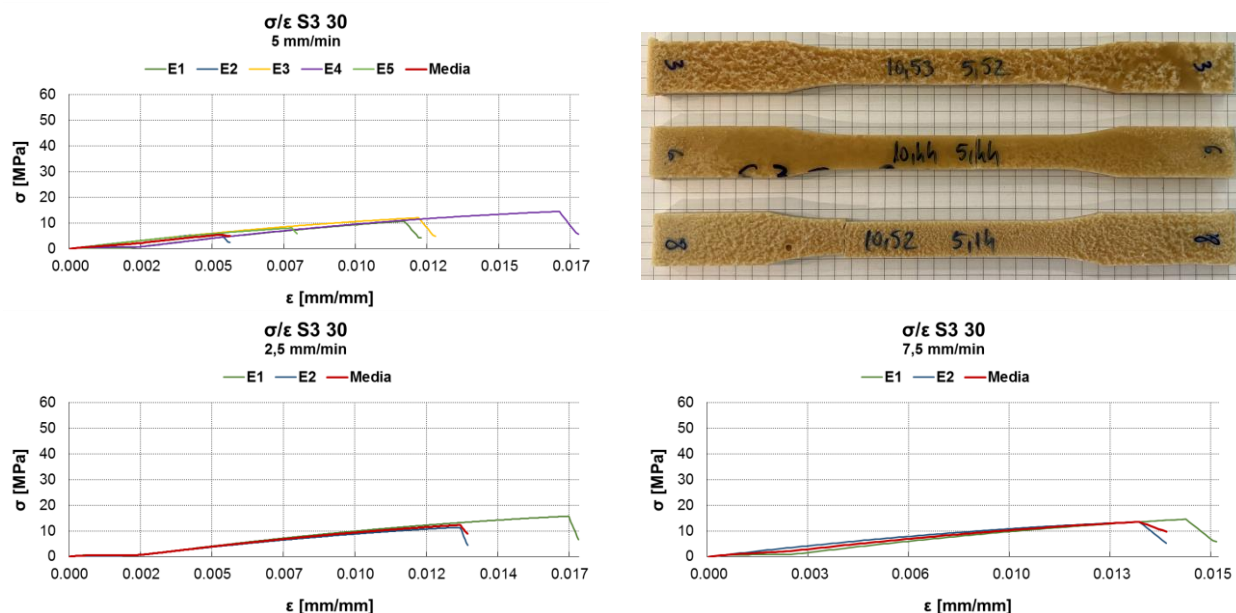 σ/ε S3 30
5 mm/min
E1 E2 E3 E4 E5 Media
60
50
40
30
20
10
0
σ [MPa]
0.000 0.002 0.005 0.007 0.010 0.012 0.015 0.017
ε [mm/mm]
3 10,53 5,52 3
6 10,44 5,44 6
8 10,52 5,14 8
σ/ε S3 30
2,5 mm/min
E1 E2 Media
60
50
40
30
20
10
0
σ [MPa]
0.000 0.002 0.005 0.007 0.010 0.012 0.015 0.017
ε [mm/mm]
σ/ε S3 30
7,5 mm/min
E1 E2 Media
60
50
40
30
20
10
0
σ [MPa]
0.000 0.003 0.006 0.010 0.013 0.015
ε [mm/mm]